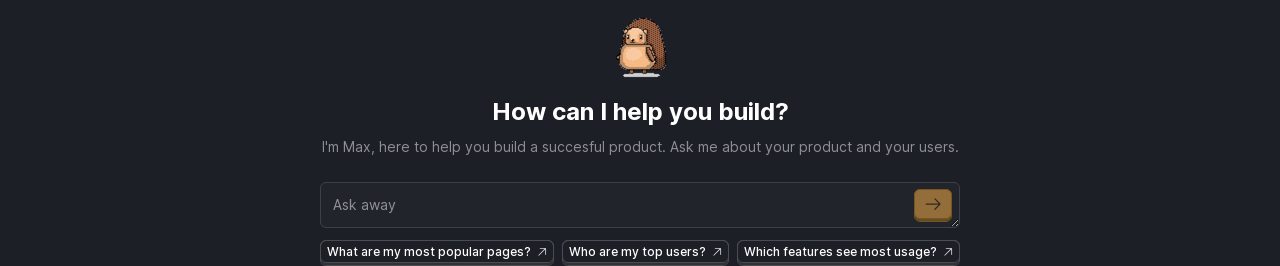 How can I help you build?
I'm Max, here to help you build a succesful product. Ask me about your product and your users.
Ask away
What are my most popular pages? Who are my top users? Which features see most usage?